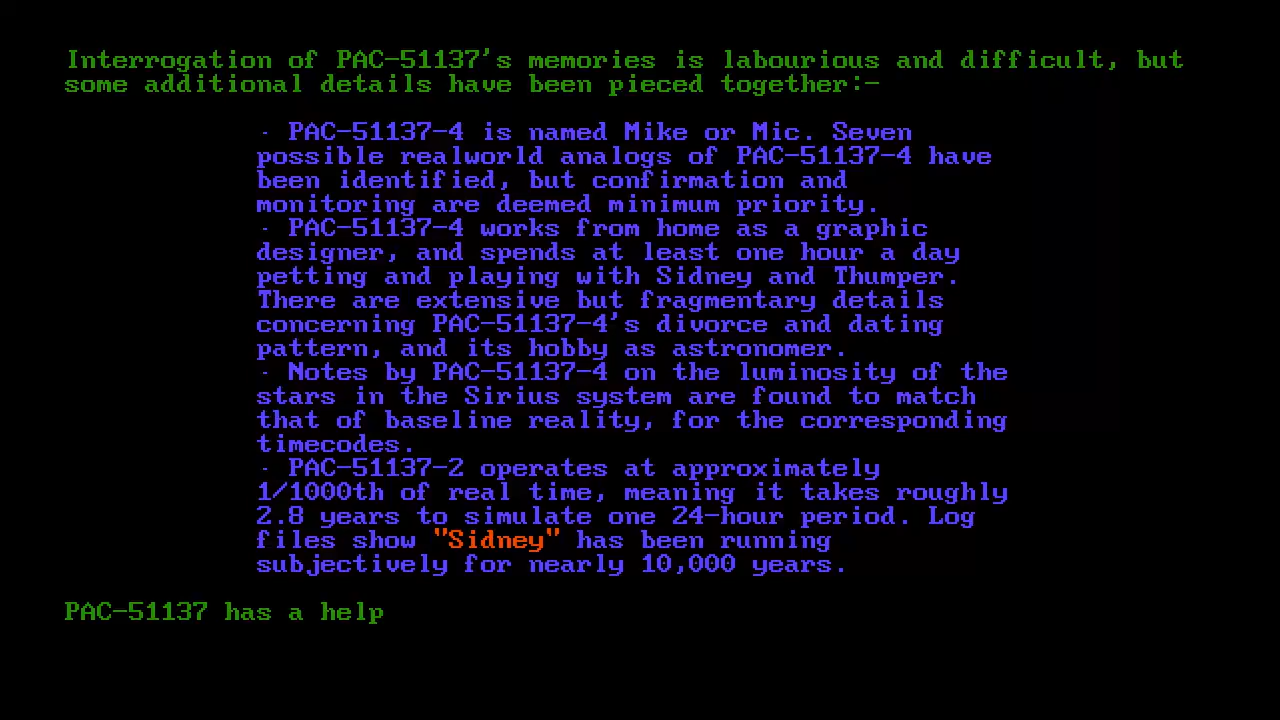 Interrogation of PAC-51137's memories is labourious and difficult, but
some additional details have been pieced together:-
· PAC-51137-4 is named Mike or Mic. Seven
possible realworld analogs of PAC-51137-4 have
been identified, but confirmation and
monitoring are deemed minimum priority.
· PAC-51137-4 works from home as a graphic
designer, and spends at least one hour a day
petting and playing with Sidney and Thumper.
There are extensive but fragmentary details
concerning PAC-51137-4's divorce and dating
pattern, and its hobby as astronomer.
· Notes by PAC-51137-4 on the luminosity of the
stars in the Sirius system are found to match
that of baseline reality, for the corresponding
timecodes.
· PAC-51137-2 operates at approximately
1/1000th of real time, meaning it takes roughly
2.8 years to simulate one 24-hour period. Log
files show "Sidney" has been running
subjectively for nearly 10,000 years.
PAC-51137 has a help